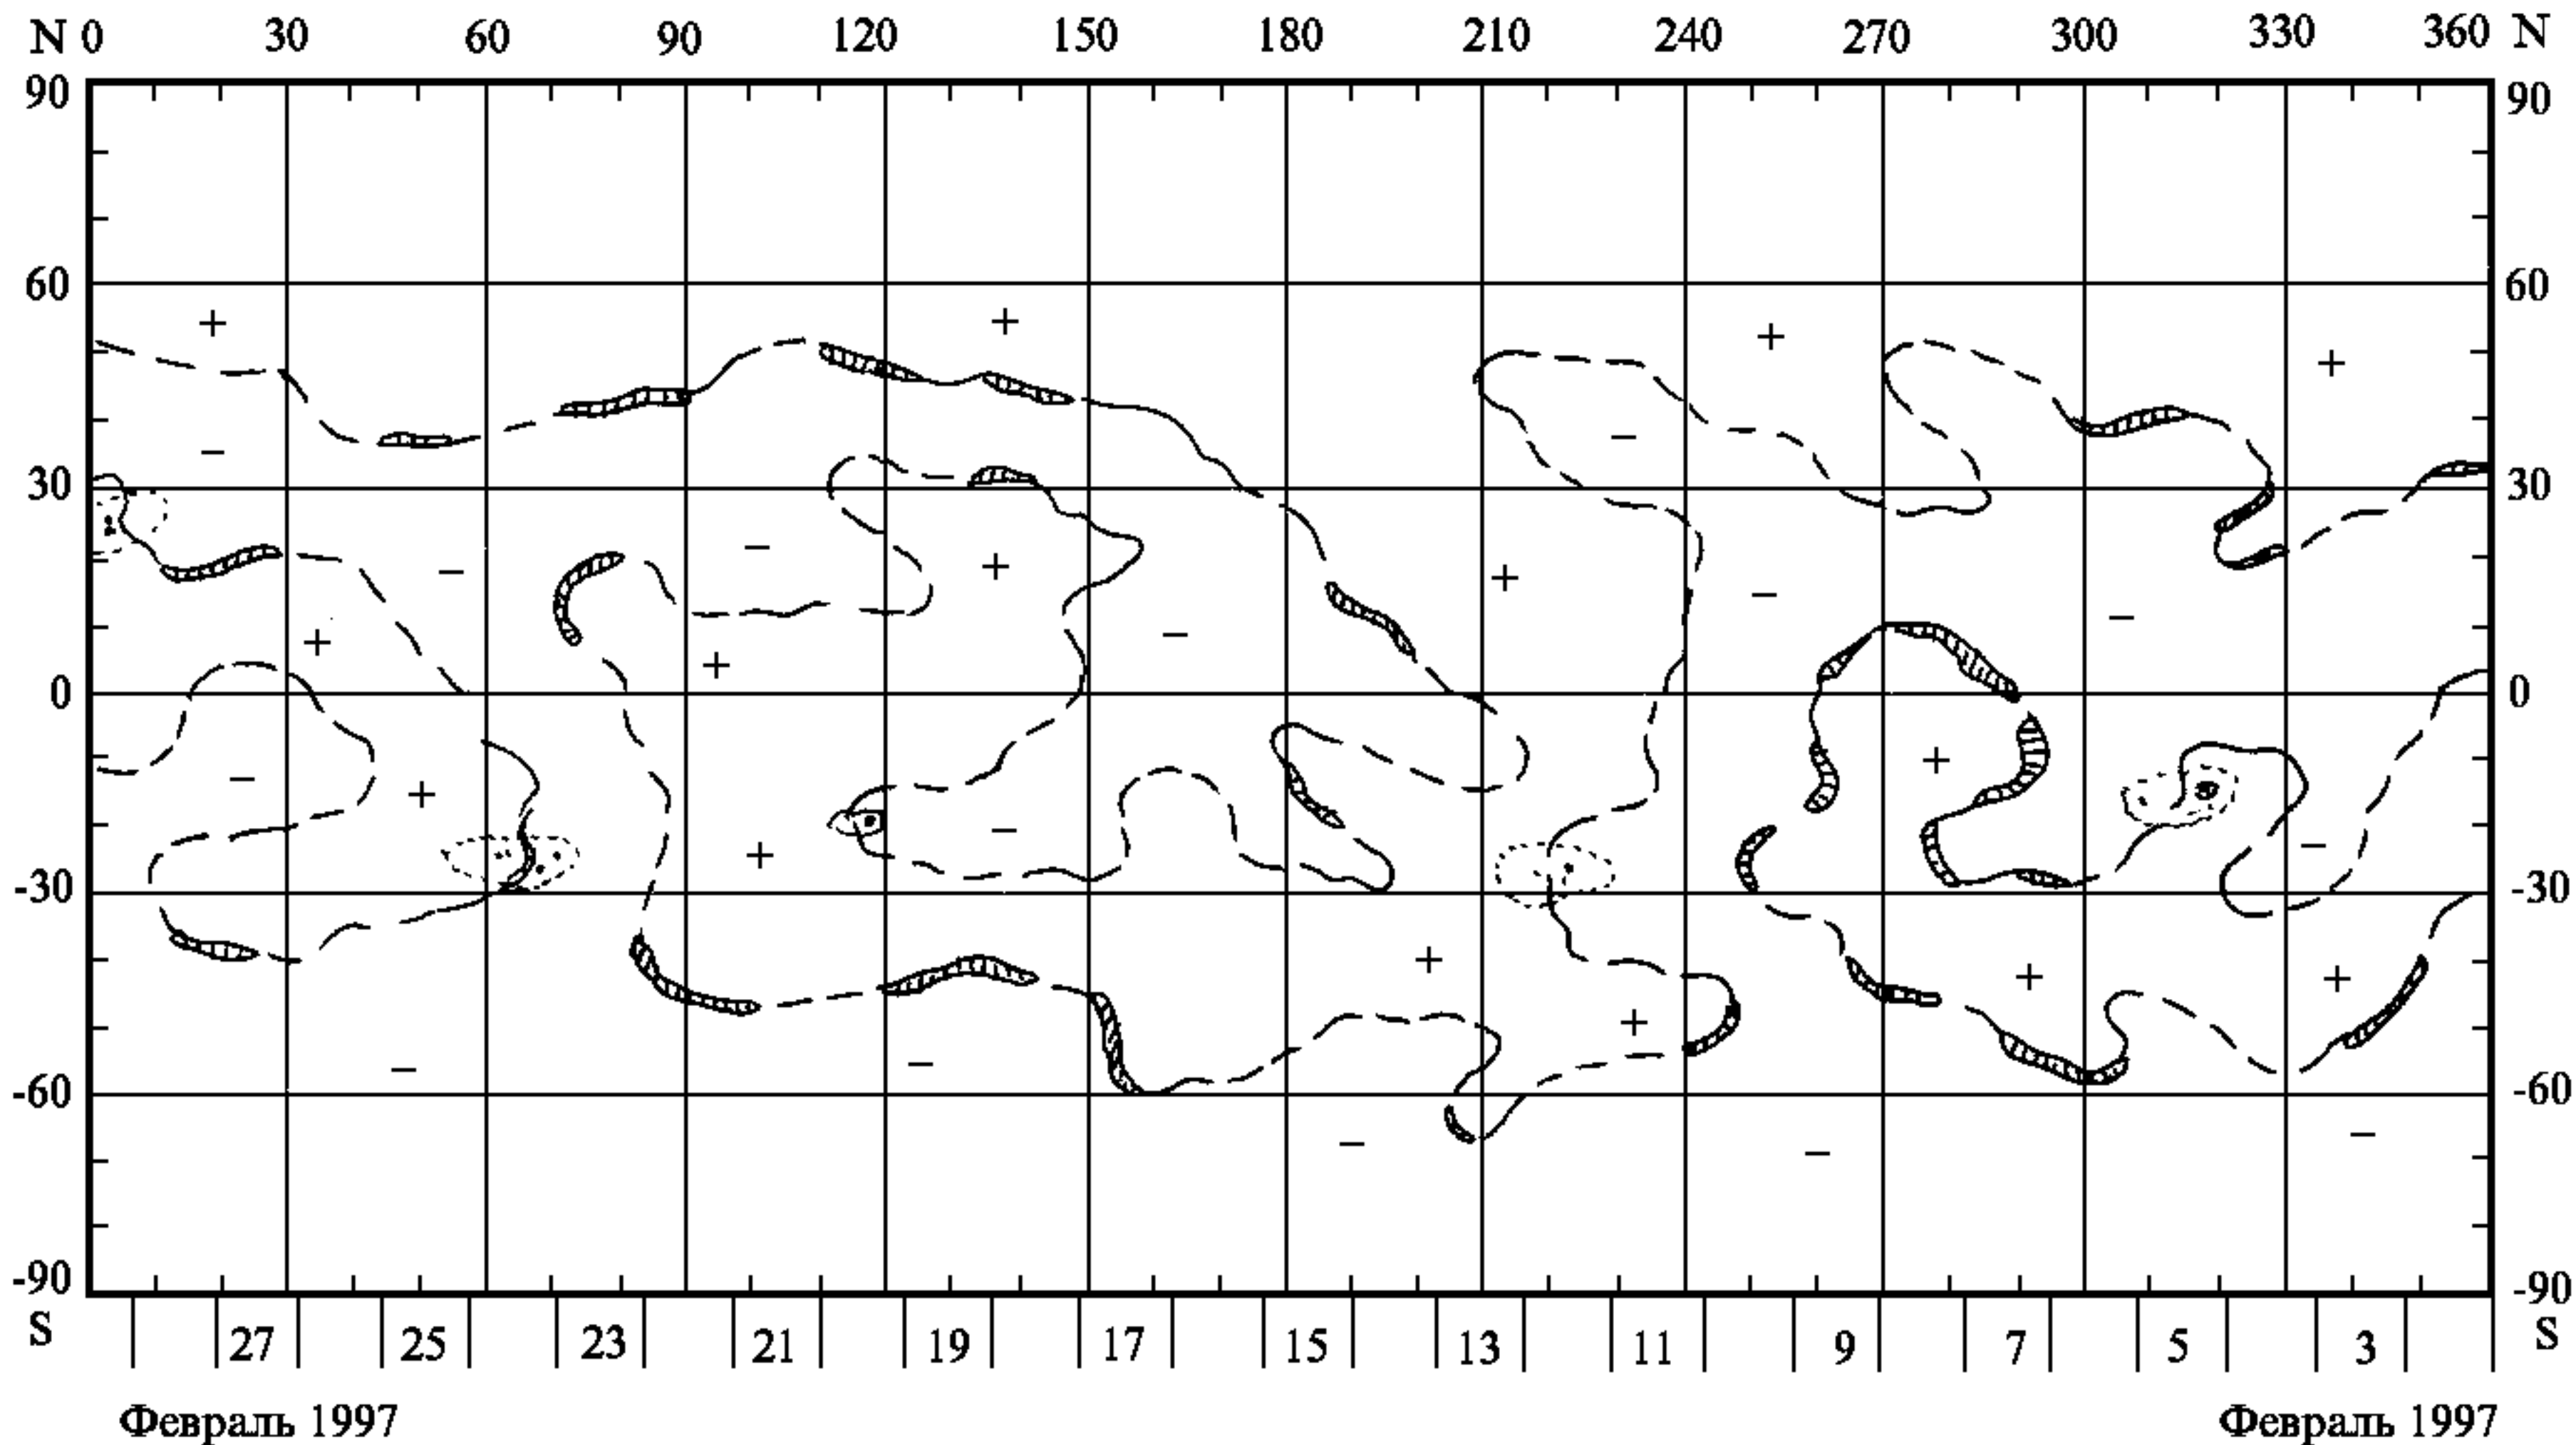 N 0 30 60 90 120 150 180 210 240 270 300 330 360 N
90 90
60 60
+ + + + +
- -
30 30
- - + + - -
+ + -
0 0
- + +
+ - -
-30 -30
+ + +
+
- -
-60 -60
- - -
-90 -90
S 27 25 23 21 19 17 15 13 11 9 7 5 3 S
Февраль 1997 Февраль 1997